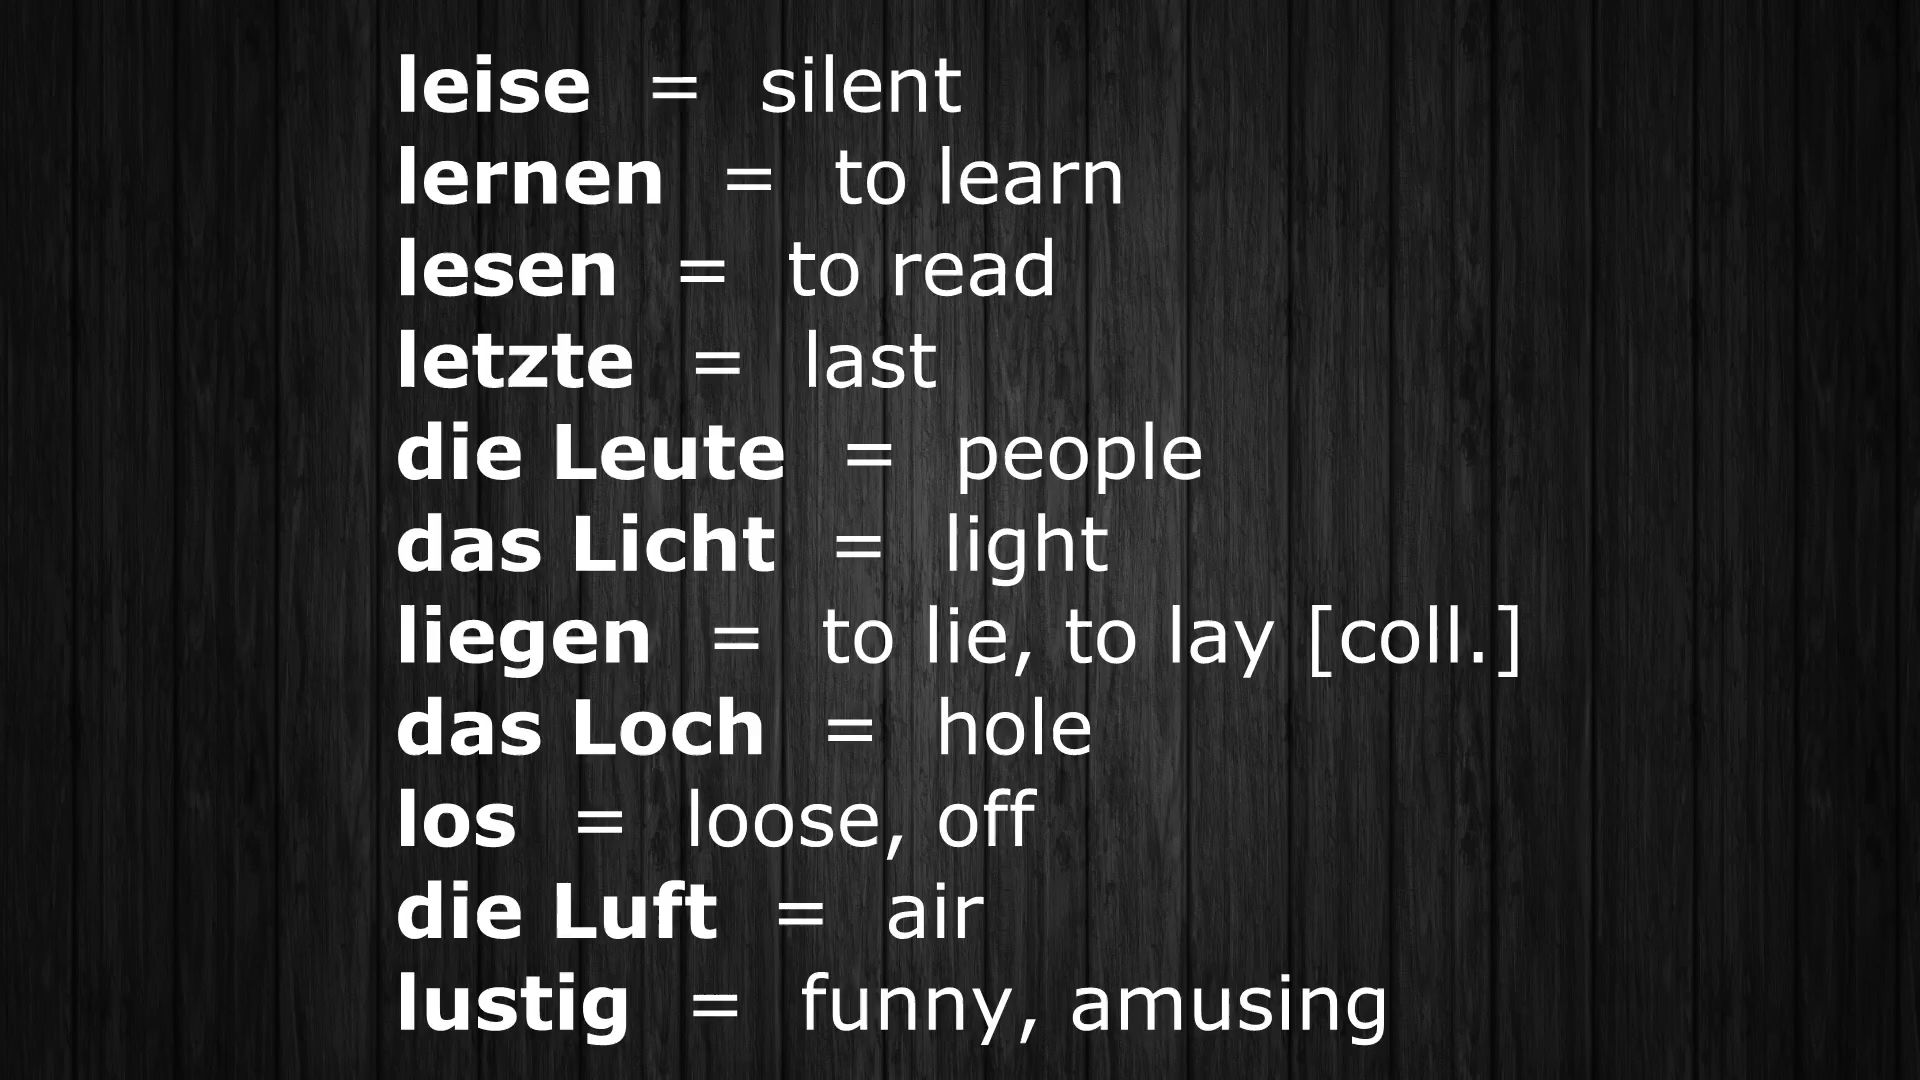 leise = silent
lernen = to learn
lesen = to read
letzte = last
die Leute = people
das Licht = light
liegen = to lie, to lay [coll.]
das Loch = hole
los = loose, off
die Luft = air
lustig = funny, amusing